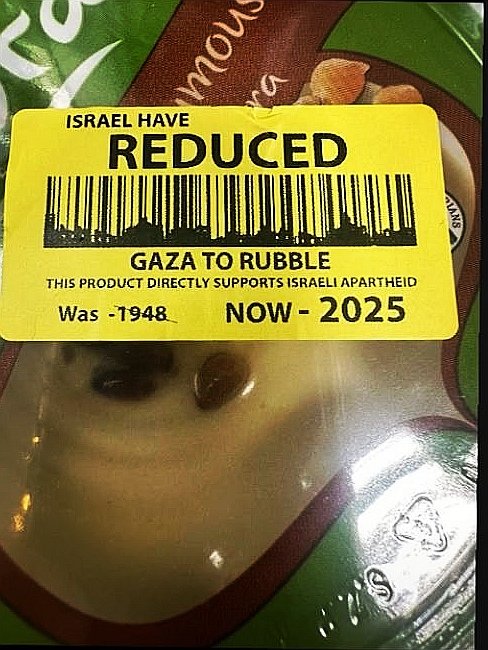 ISRAEL HAVE
REDUCED
GAZA TO RUBBLE
THIS PRODUCT DIRECTLY SUPPORTS ISRAELI APARTHEID
Was -1948 NOW - 2025